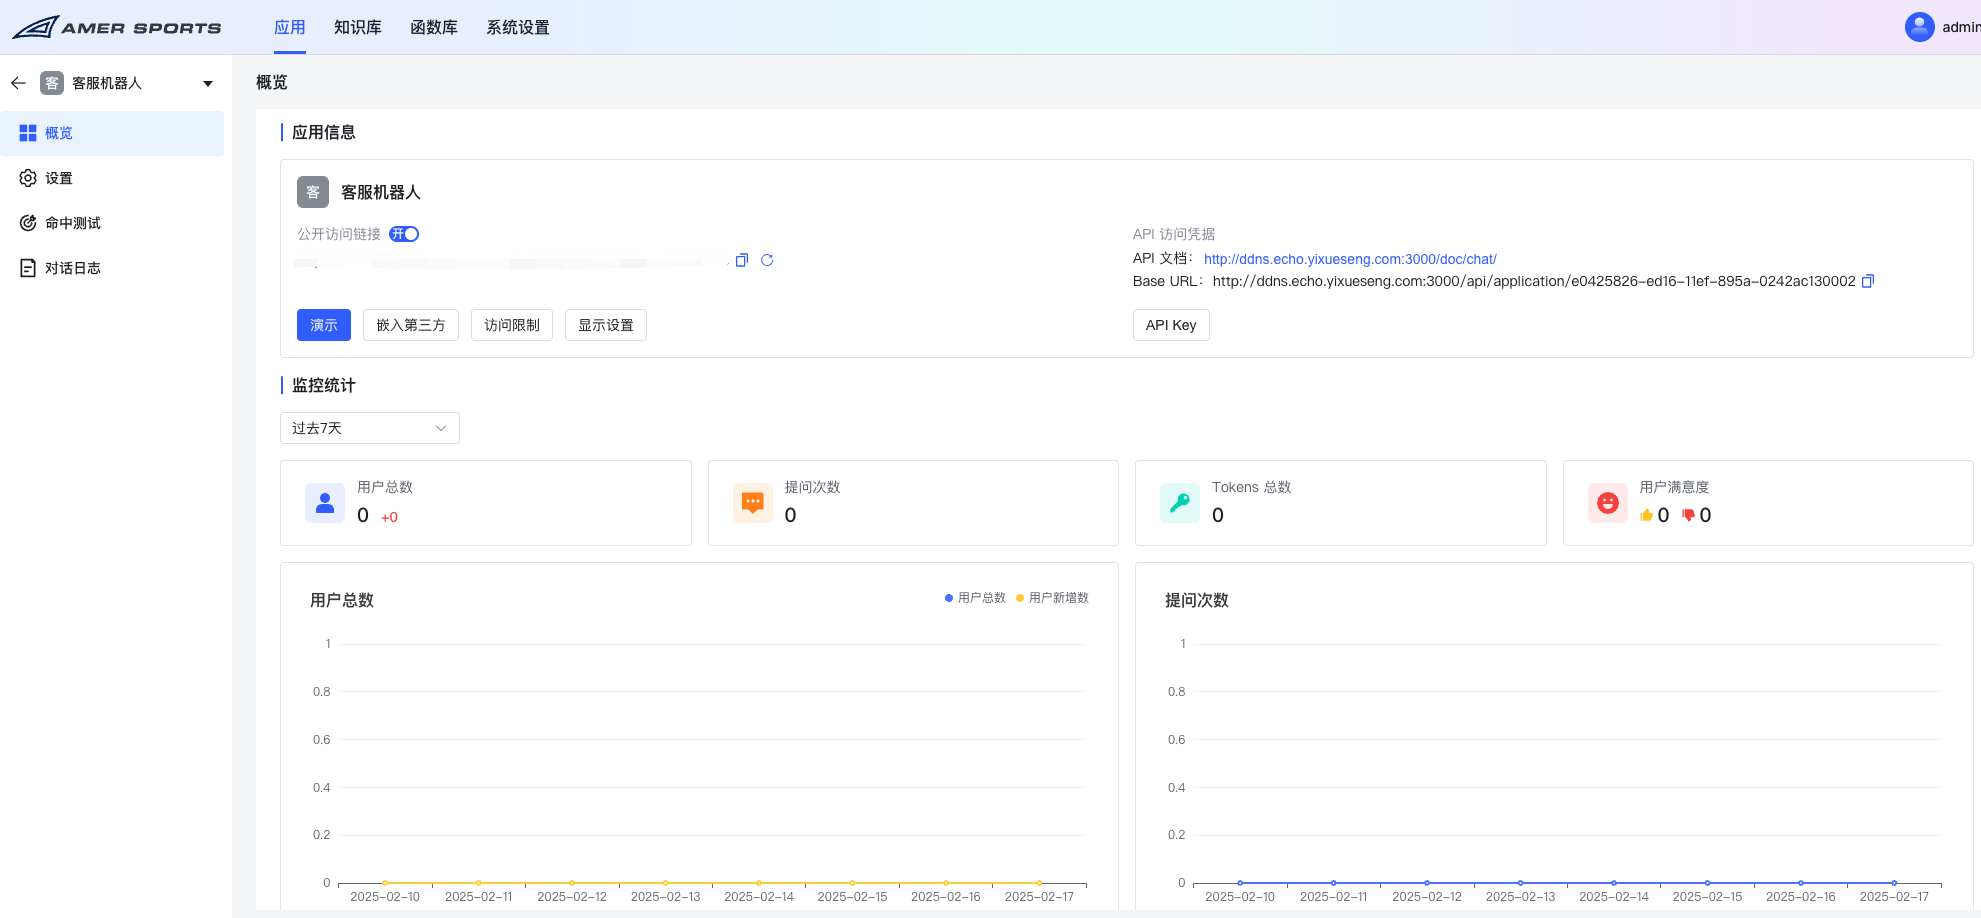 AMER SPORTS
应用 知识库 函数库 系统设置
admin
客 客服机器人
概览
设置
命中测试
对话日志
概览
应用信息
客 客服机器人
公开访问链接 开
演示 嵌入第三方 访问限制 显示设置
API 访问凭据
API 文档： http://ddns.echo.yixueseng.com:3000/doc/chat/
Base URL： http://ddns.echo.yixueseng.com:3000/api/application/e0425826-ed16-11ef-895a-0242ac130002
API Key
监控统计
过去7天
用户总数
0 +0
提问次数
0
Tokens 总数
0
用户满意度
0 0
用户总数
用户总数 用户新增数
1
0.8
0.6
0.4
0.2
0
2025-02-10 2025-02-11 2025-02-12 2025-02-13 2025-02-14 2025-02-15 2025-02-16 2025-02-17
提问次数
1
0.8
0.6
0.4
0.2
0
2025-02-10 2025-02-11 2025-02-12 2025-02-13 2025-02-14 2025-02-15 2025-02-16 2025-02-17